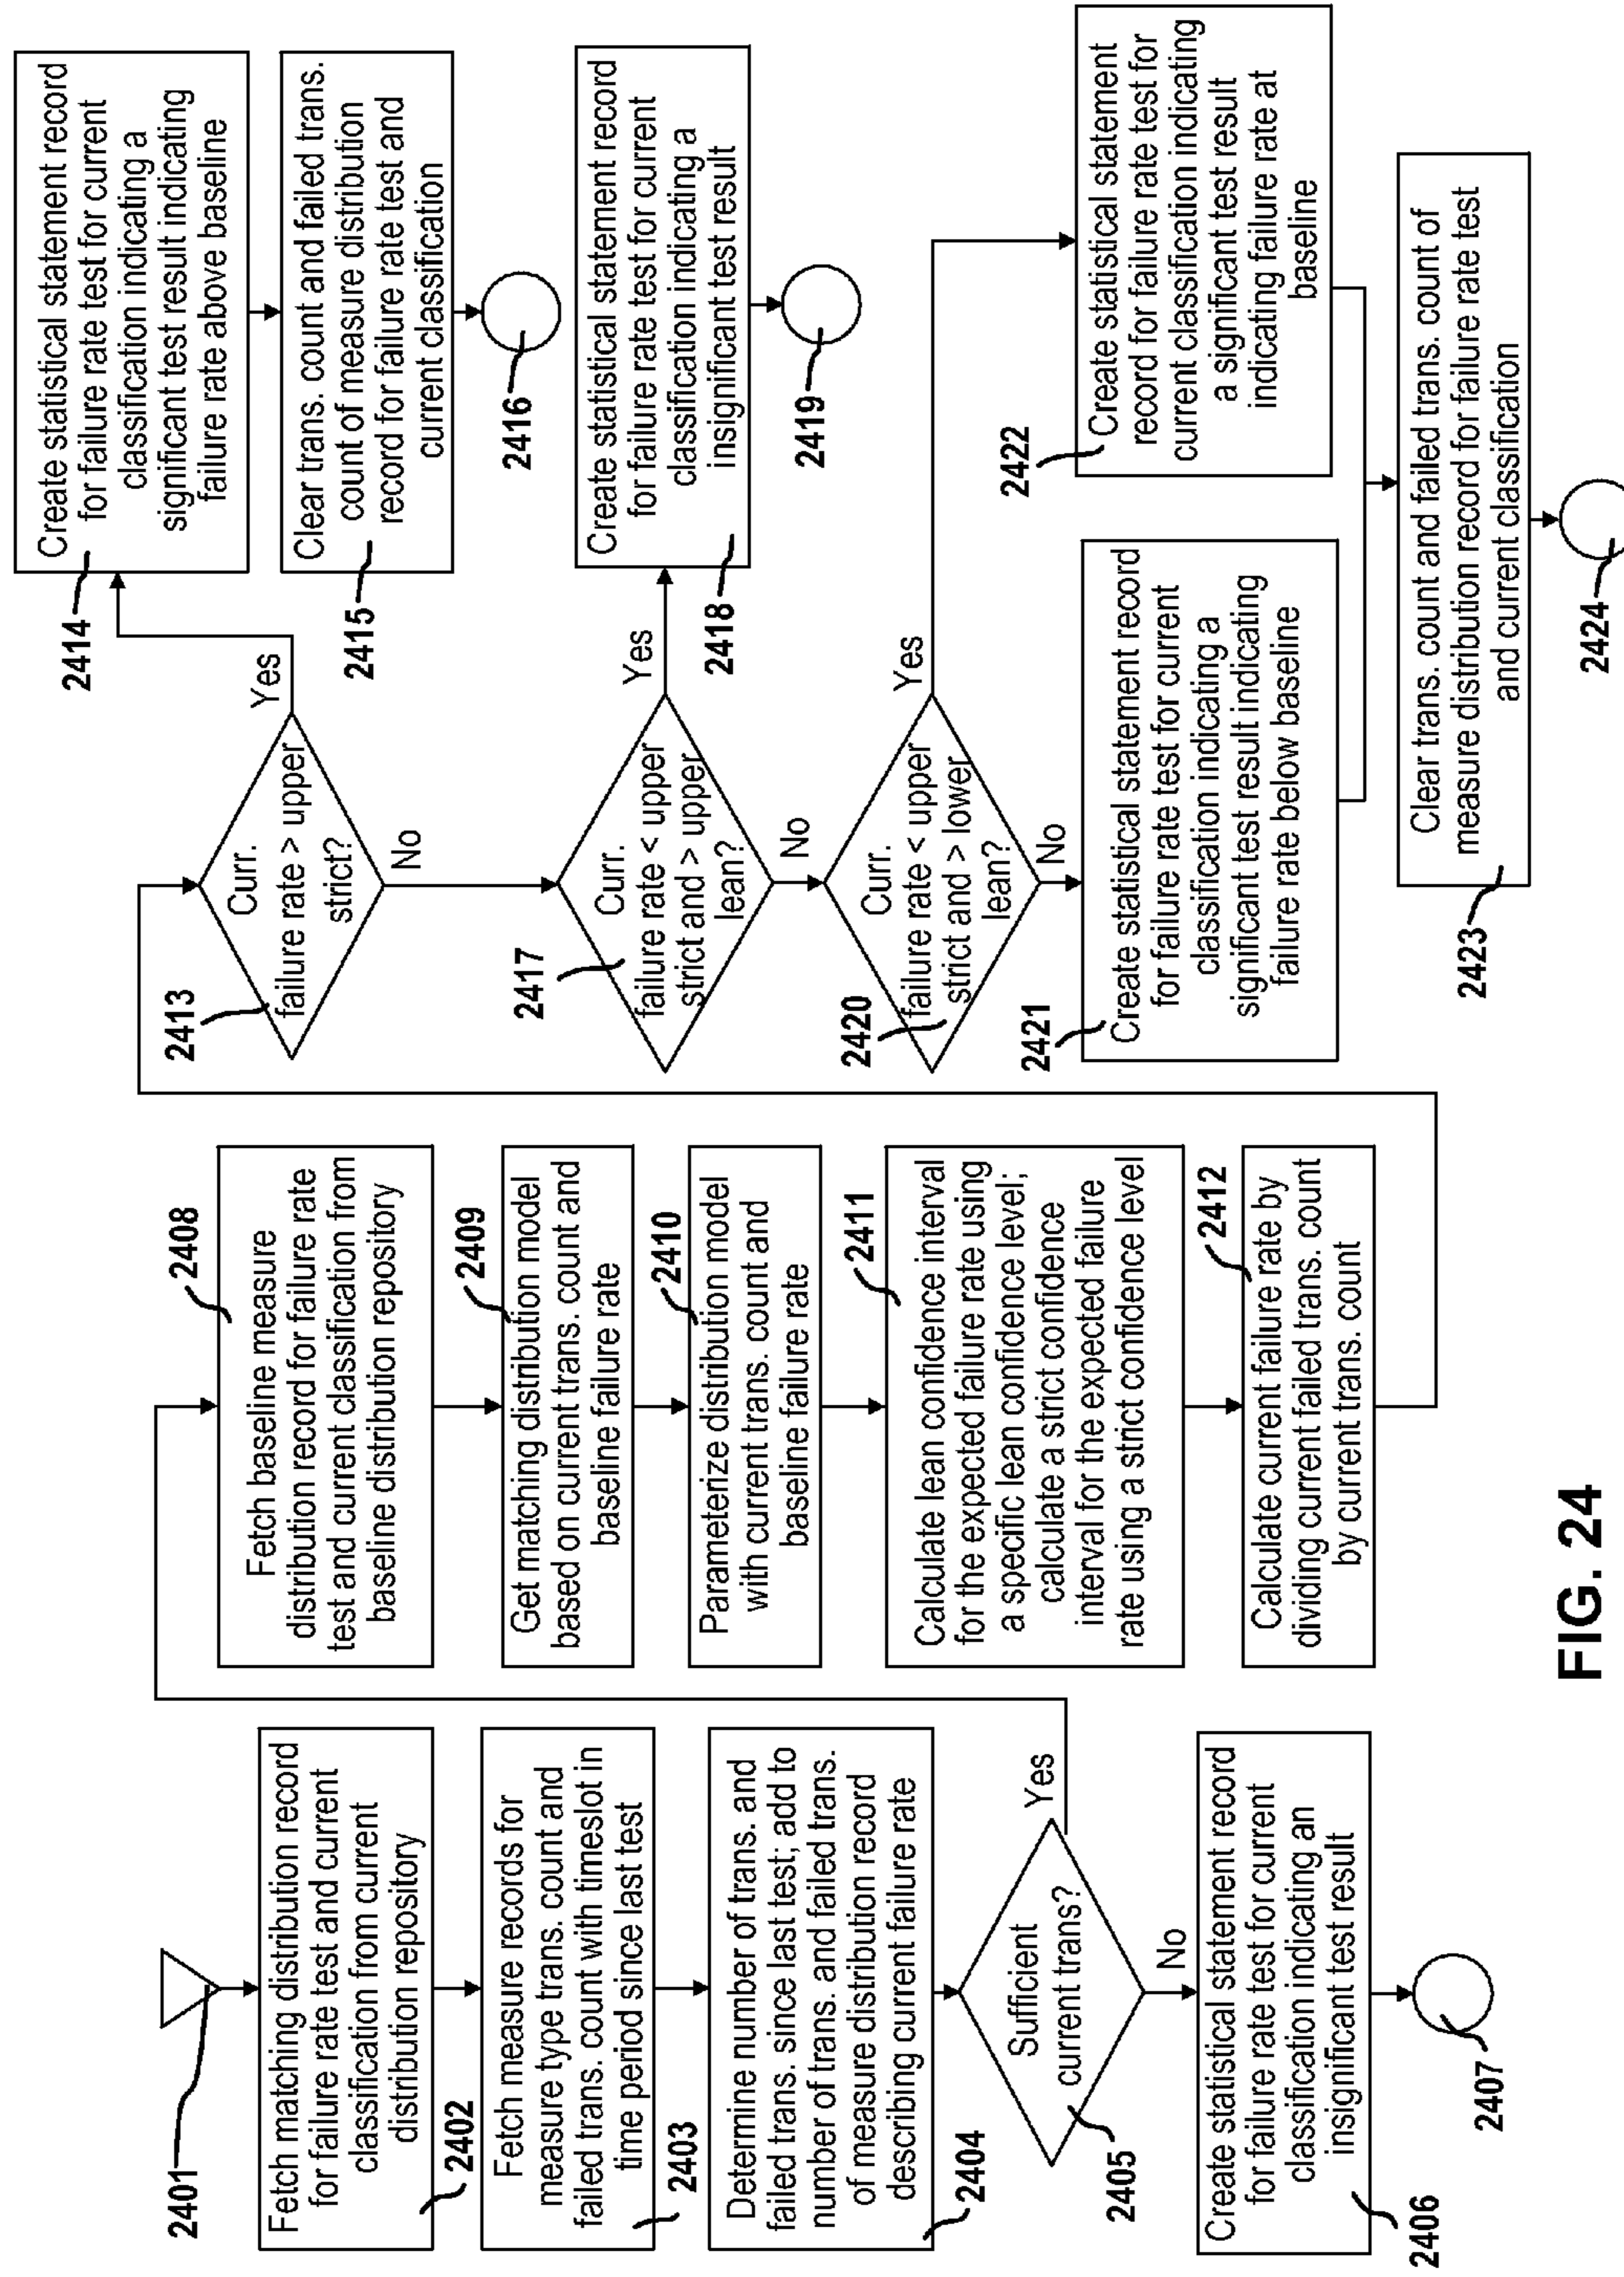 2401
Fetch matching distribution record
for failure rate test and current
classification from current
distribution repository
2402
Fetch measure records for
measure type trans. count and
failed trans. count with timeslot in
time period since last test
2403
Determine number of trans. and
failed trans. since last test; add to
number of trans. and failed trans.
of measure distribution record
describing current failure rate
2404
Sufficient
current trans?
2405
Yes
No
Create statistical statement record
for failure rate test for current
classification indicating an
insignificant test result
2406
2407
Fetch baseline measure
distribution record for failure rate
test and current classification from
baseline distribution repository
2408
Get matching distribution model
based on current trans. count and
baseline failure rate
2409
Parameterize distribution model
with current trans. count and
baseline failure rate
2410
Calculate lean confidence interval
for the expected failure rate using
a specific lean confidence level;
calculate a strict confidence
interval for the expected failure
rate using a strict confidence level
2411
Calculate current failure rate by
dividing current failed trans. count
by current trans. count
2412
Curr.
failure rate > upper
strict?
2413
Yes
No
Create statistical statement record
for failure rate test for current
classification indicating a
significant test result indicating
failure rate above baseline
2414
Clear trans. count and failed trans.
count of measure distribution
record for failure rate test and
current classification
2415
2416
Curr.
failure rate < upper
strict and > upper
lean?
2417
Yes
No
Create statistical statement record
for failure rate test for current
classification indicating a
insignificant test result
2418
2419
Curr.
failure rate < upper
strict and > lower
lean?
2420
Yes
No
Create statistical statement record
for failure rate test for current
classification indicating a
significant test result indicating
failure rate below baseline
2421
Create statistical statement
record for failure rate test for
current classification indicating
a significant test result
indicating failure rate at
baseline
2422
Clear trans. count and failed trans. count of
measure distribution record for failure rate test
and current classification
2423
2424
FIG. 24